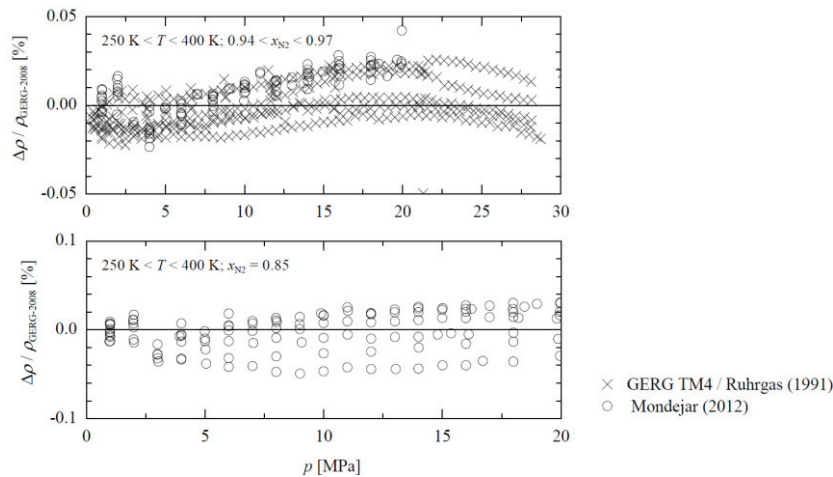 0.05
250 K < T < 400 K; 0.94 < xN2 < 0.97
Δρ / ρGERG-2008 [%]
0.00
-0.05
0 5 10 15 20 25 30
0.1
250 K < T < 400 K; xN2 = 0.85
Δρ / ρGERG-2008 [%]
0.0
-0.1
0 5 10 15 20
p [MPa]
× GERG TM4 / Ruhrgas (1991)
○ Mondejar (2012)